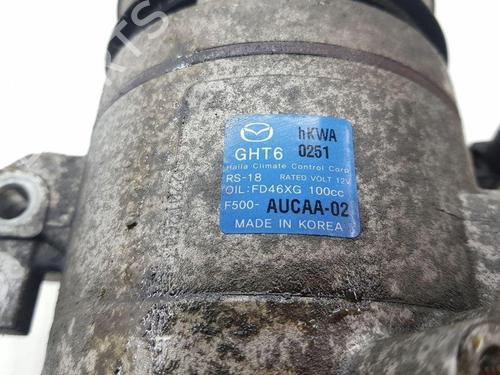 GHT6 hKWA
0251
Halla Climate Control Corp.
RS-18 RATED VOLT 12V
OIL:FD46XG 100cc
F500- AUCAA-02
MADE IN KOREA